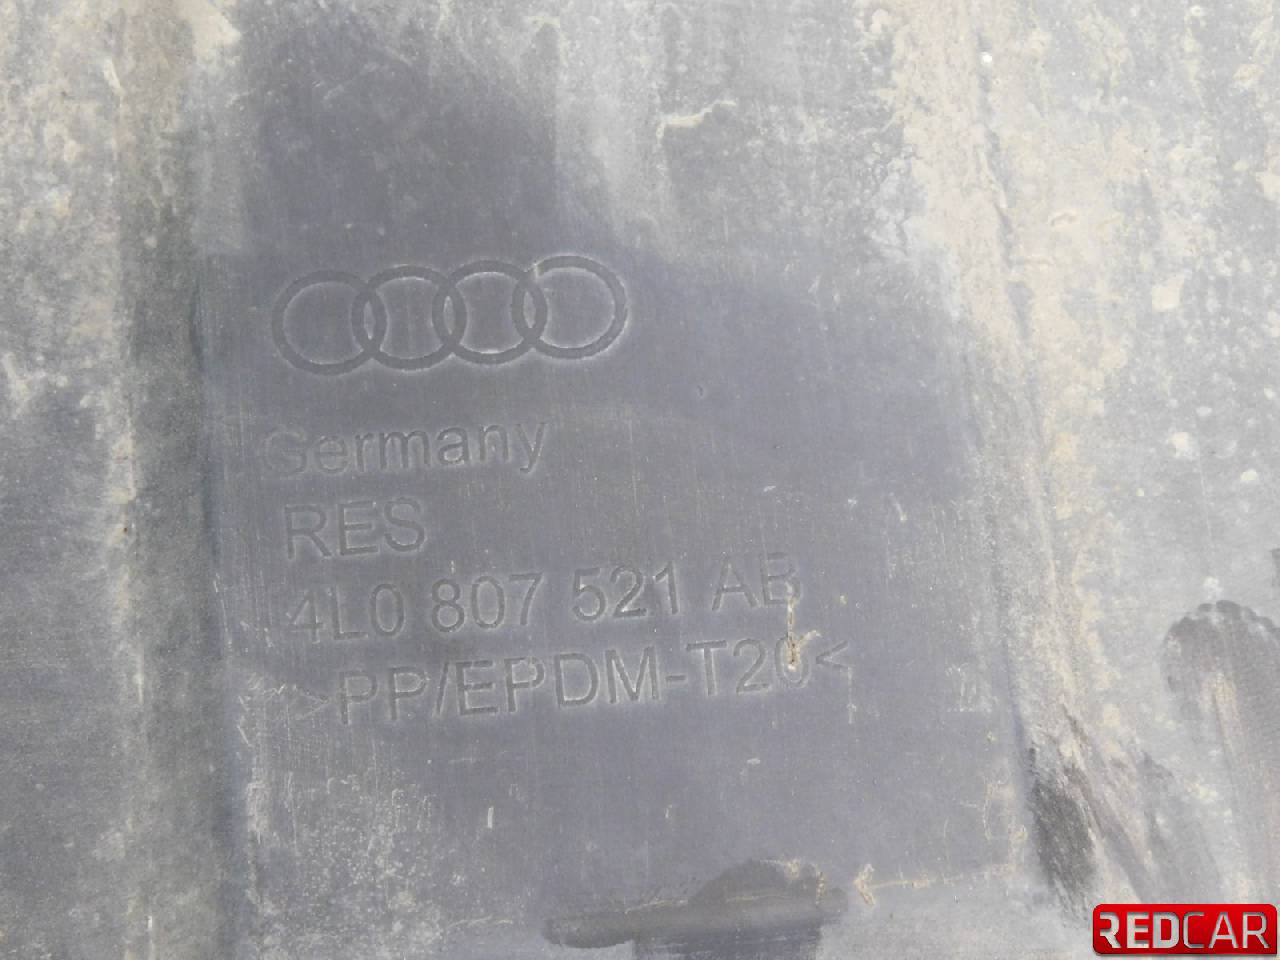 Germany
RES
4L0 807 521 AB
>PP/EPDM-T20<
REDCAR